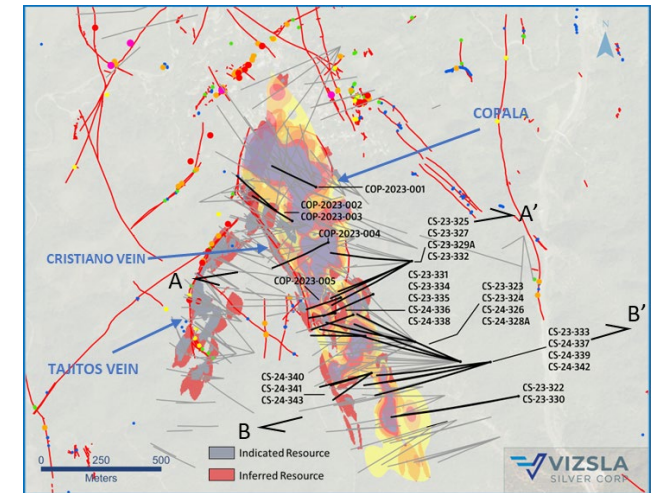 N
COPALA
COP-2023-001
COP-2023-002
COP-2023-003
CS-23-325
CS-23-327
CS-23-329A
CS-23-332
A'
COP-2023-004
CRISTIANO VEIN
A
COP-2023-005
CS-23-331
CS-23-334
CS-23-335
CS-24-336
CS-24-338
CS-23-323
CS-23-324
CS-24-326
CS-24-328A
B'
CS-23-333
CS-24-337
CS-24-339
CS-24-342
TAJITOS VEIN
CS-24-340
CS-24-341
CS-24-343
CS-23-322
CS-23-330
B
Indicated Resource
Inferred Resource
0 250 500
Meters
VIZSLA
SILVER CORP